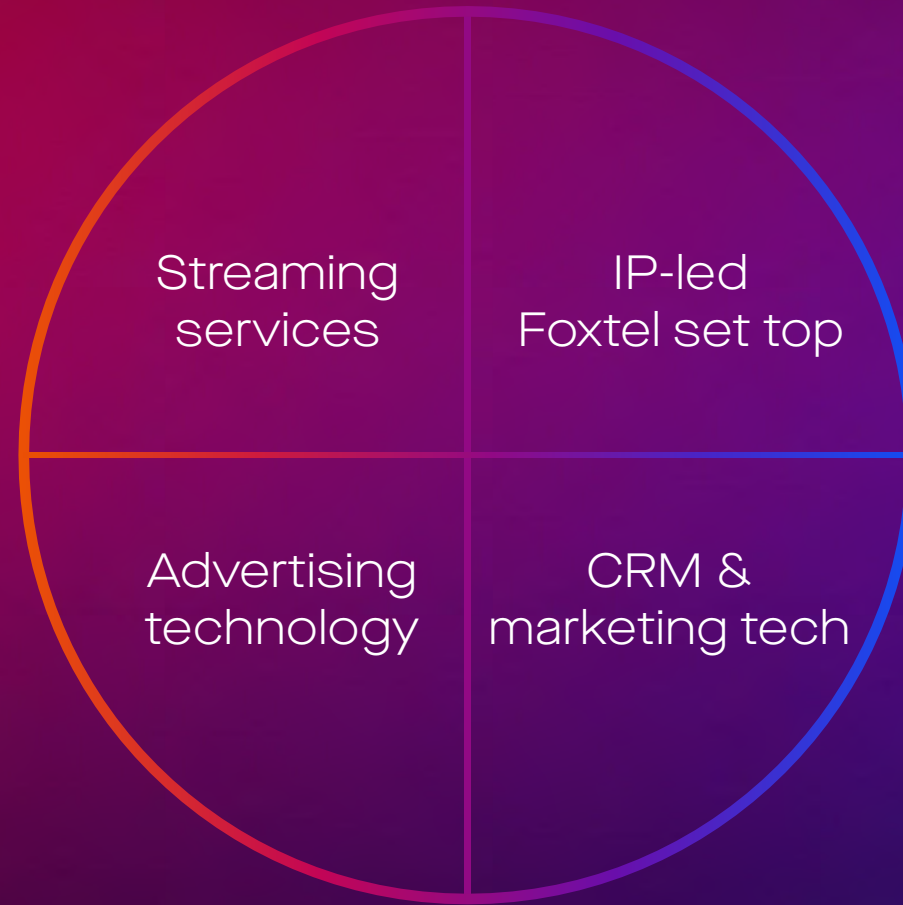 Streaming
services
IP-led
Foxtel set top
Advertising
technology
CRM &
marketing tech